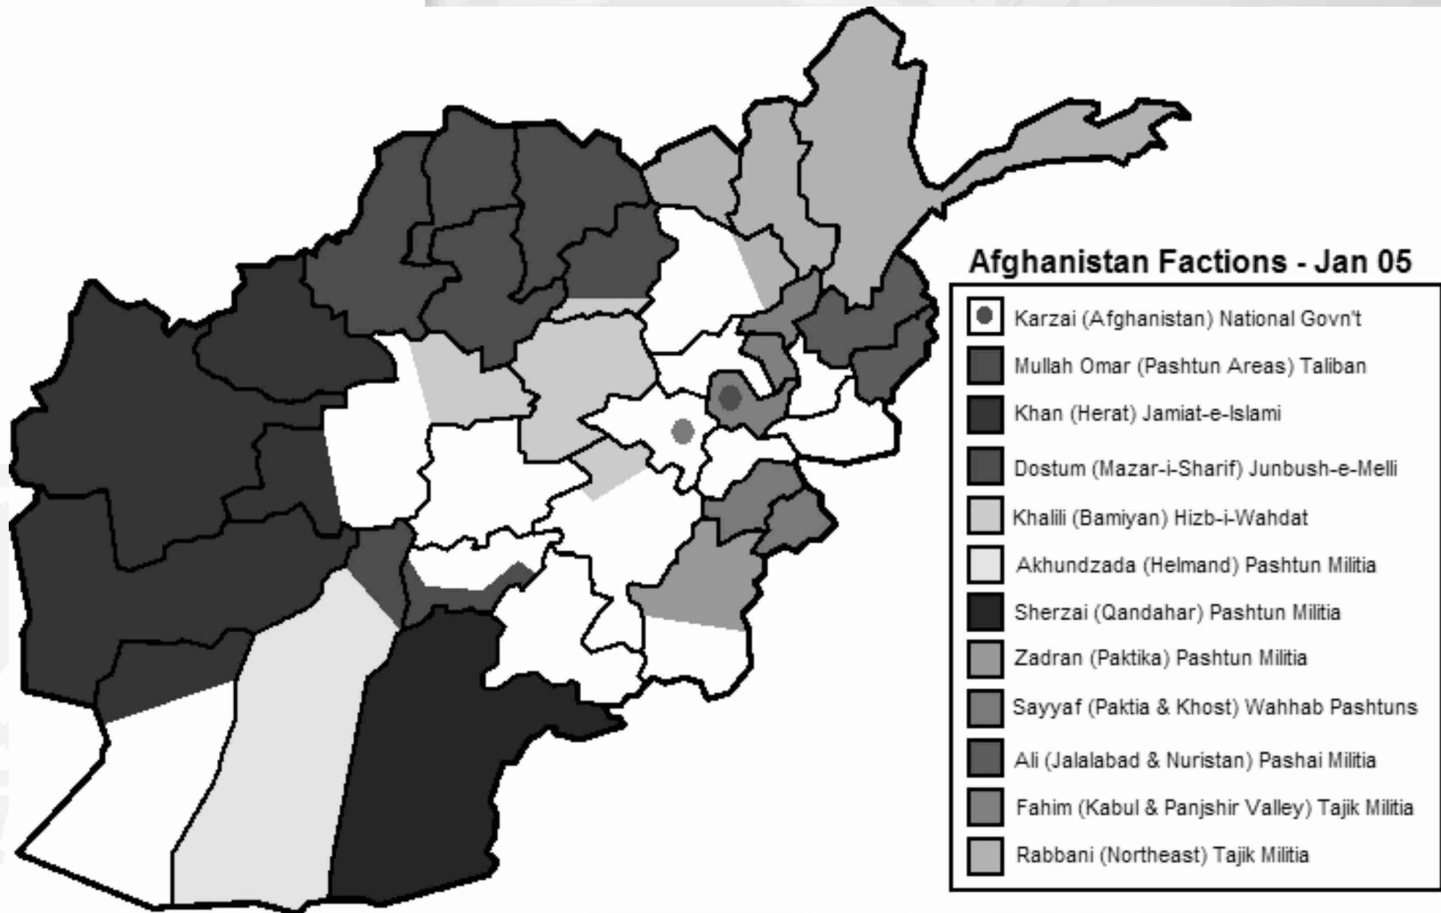 Afghanistan Factions - Jan 05
Karzai (Afghanistan) National Govn't
Mullah Omar (Pashtun Areas) Taliban
Khan (Herat) Jamiat-e-Islami
Dostum (Mazar-i-Sharif) Junbush-e-Melli
Khalili (Bamiyan) Hizb-i-Wahdat
Akhundzada (Helmand) Pashtun Militia
Sherzai (Qandahar) Pashtun Militia
Zadran (Paktika) Pashtun Militia
Sayyaf (Paktia & Khost) Wahhab Pashtuns
Ali (Jalalabad & Nuristan) Pashai Militia
Fahim (Kabul & Panjshir Valley) Tajik Militia
Rabbani (Northeast) Tajik Militia